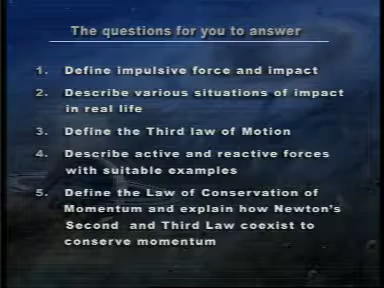 The questions for you to answer
1. Define impulsive force and impact
2. Describe various situations of impact
in real life
3. Define the Third law of Motion
4. Describe active and reactive forces
with suitable examples
5. Define the Law of Conservation of
Momentum and explain how Newton's
Second and Third Law coexist to
conserve momentum